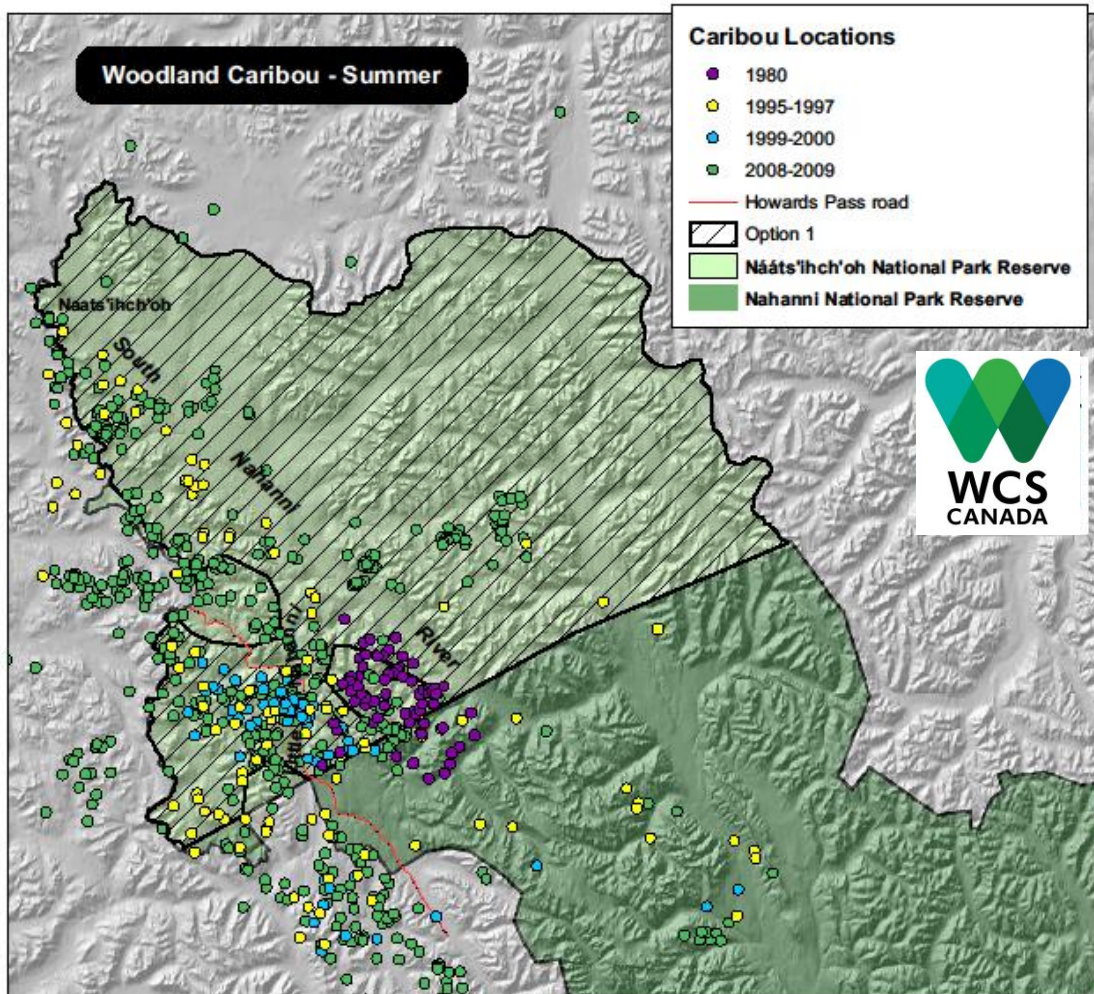 Woodland Caribou - Summer
Caribou Locations
1980
1995-1997
1999-2000
2008-2009
Howards Pass road
Option 1
Nááts'ihch'oh National Park Reserve
Nahanni National Park Reserve
Naats'ihch'oh
South
Nahanni
River
WCS
CANADA